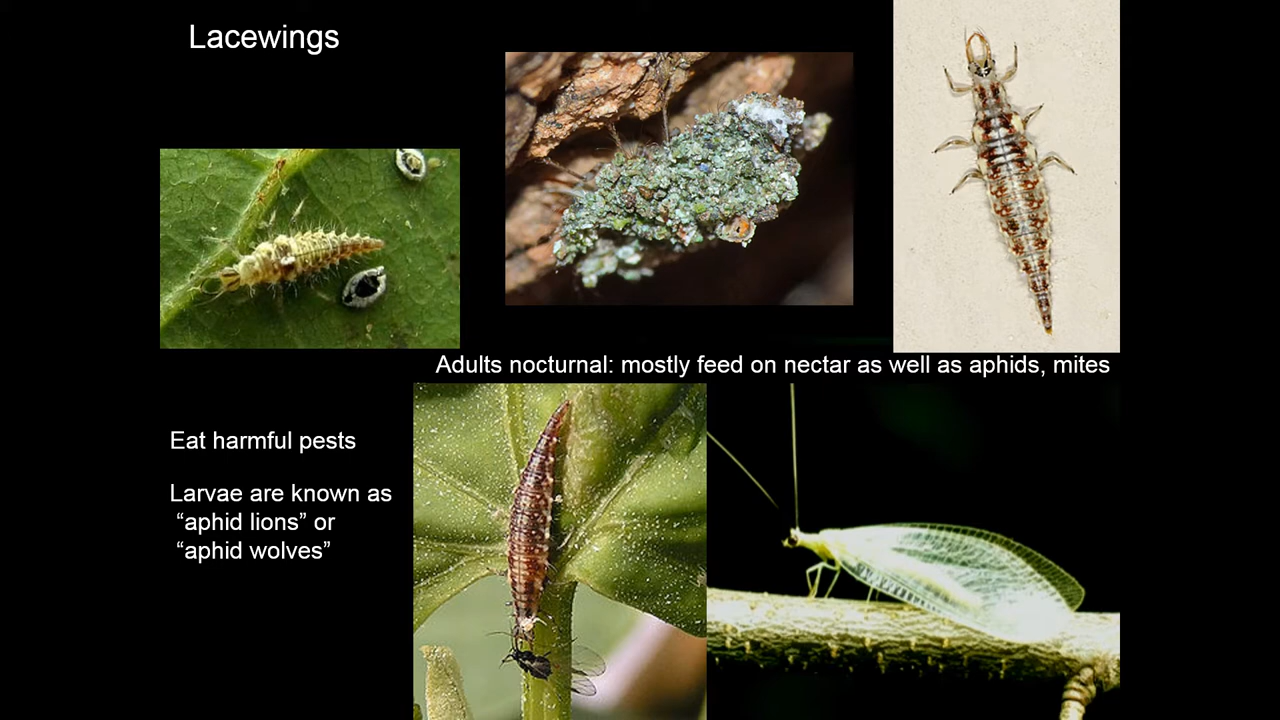 Lacewings
Adults nocturnal: mostly feed on nectar as well as aphids, mites
Eat harmful pests
Larvae are known as
“aphid lions” or
“aphid wolves”